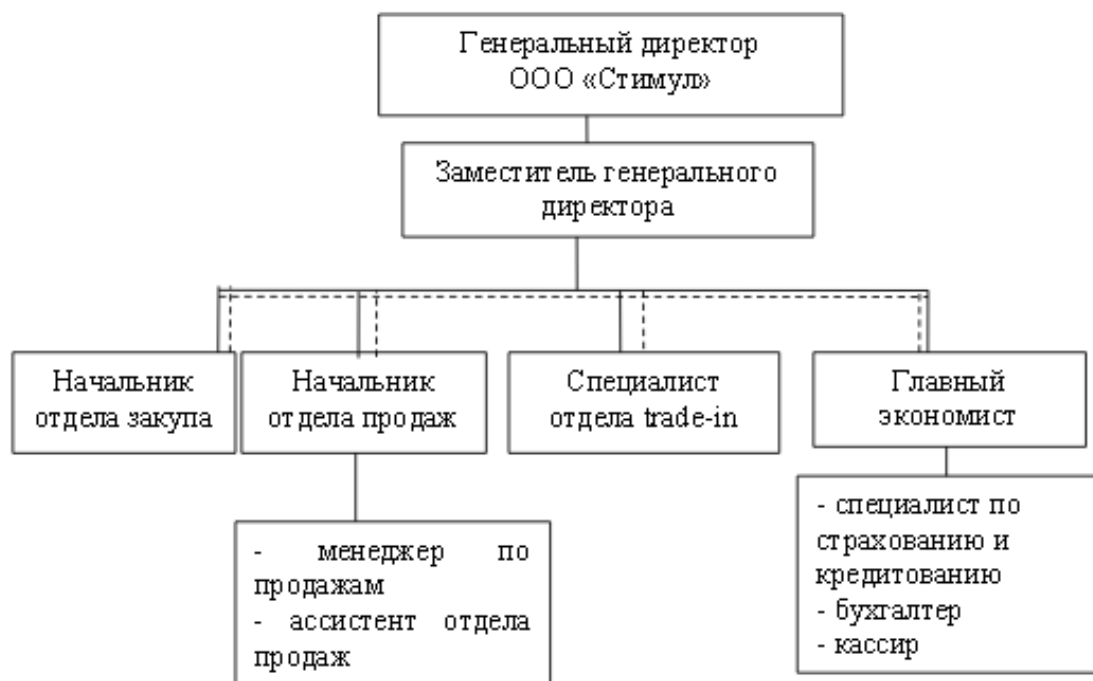 Генеральный директор
ООО «Стимул»
Заместитель генерального
директора
Начальник
отдела закупа
Начальник
отдела продаж
Специалист
отдела trade-in
Главный
экономист
- менеджер по
продажам
- ассистент отдела
продаж
- специалист по
страхованию и
кредитованию
- бухгалтер
- кассир